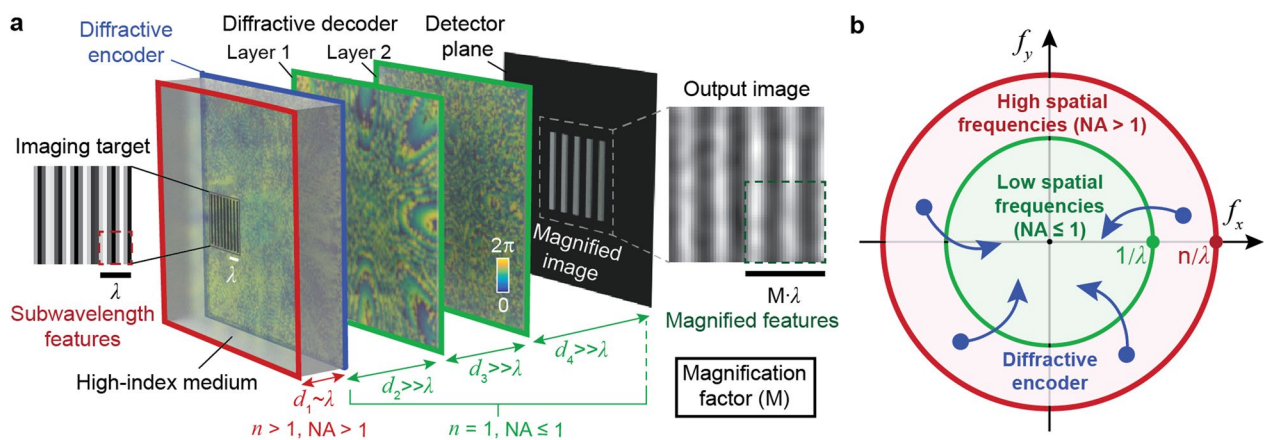 a
Diffractive
encoder
Diffractive decoder
Layer 1
Layer 2
Detector
plane
Output image
Imaging target
λ
λ
2π
0
Magnified
image
M·λ
Subwavelength
features
Magnified features
High-index medium
d₁~λ
d₂>>λ
d₃>>λ
d₄>>λ
n > 1, NA > 1
n = 1, NA ≤ 1
Magnification
factor (M)
b
fy
High spatial
frequencies (NA > 1)
Low spatial
frequencies
(NA ≤ 1)
fx
1/λ
n/λ
Diffractive
encoder